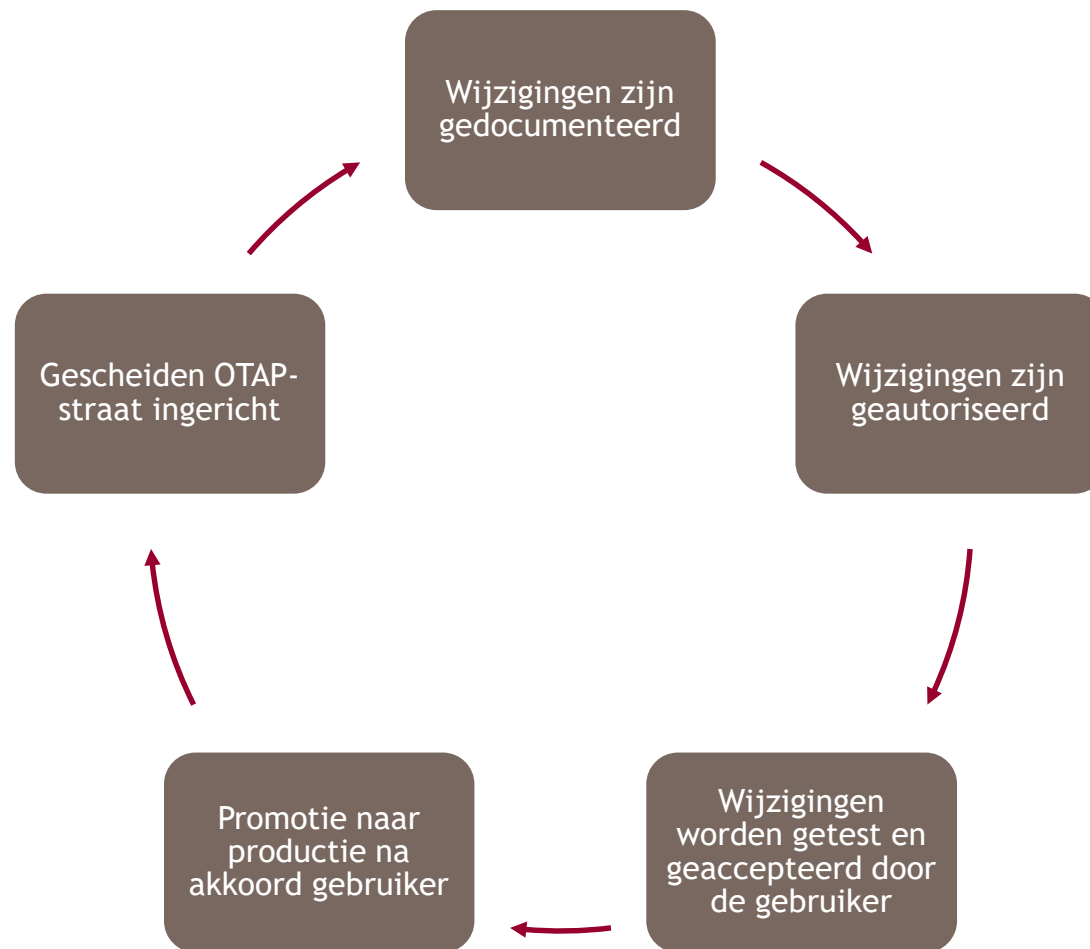 Wijzigingen zijn
gedocumenteerd
Wijzigingen zijn
geautoriseerd
Wijzigingen
worden getest en
geaccepteerd door
de gebruiker
Promotie naar
productie na
akkoord gebruiker
Gescheiden OTAP-
straat ingericht